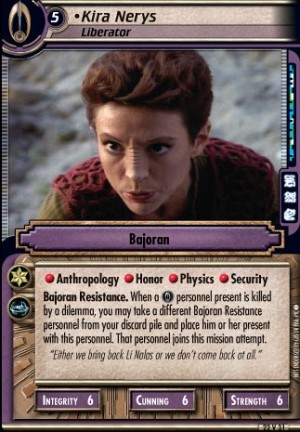 5
•Kira Nerys
Liberator
Bajoran
Anthropology Honor Physics Security
Bajoran Resistance. When a personnel present is killed
by a dilemma, you may take a different Bajoran Resistance
personnel from your discard pile and place him or her present
with this personnel. That personnel joins this mission attempt.
"Either we bring back Li Nalas or we don't come back at all."
Integrity 6 Cunning 6 Strength 6